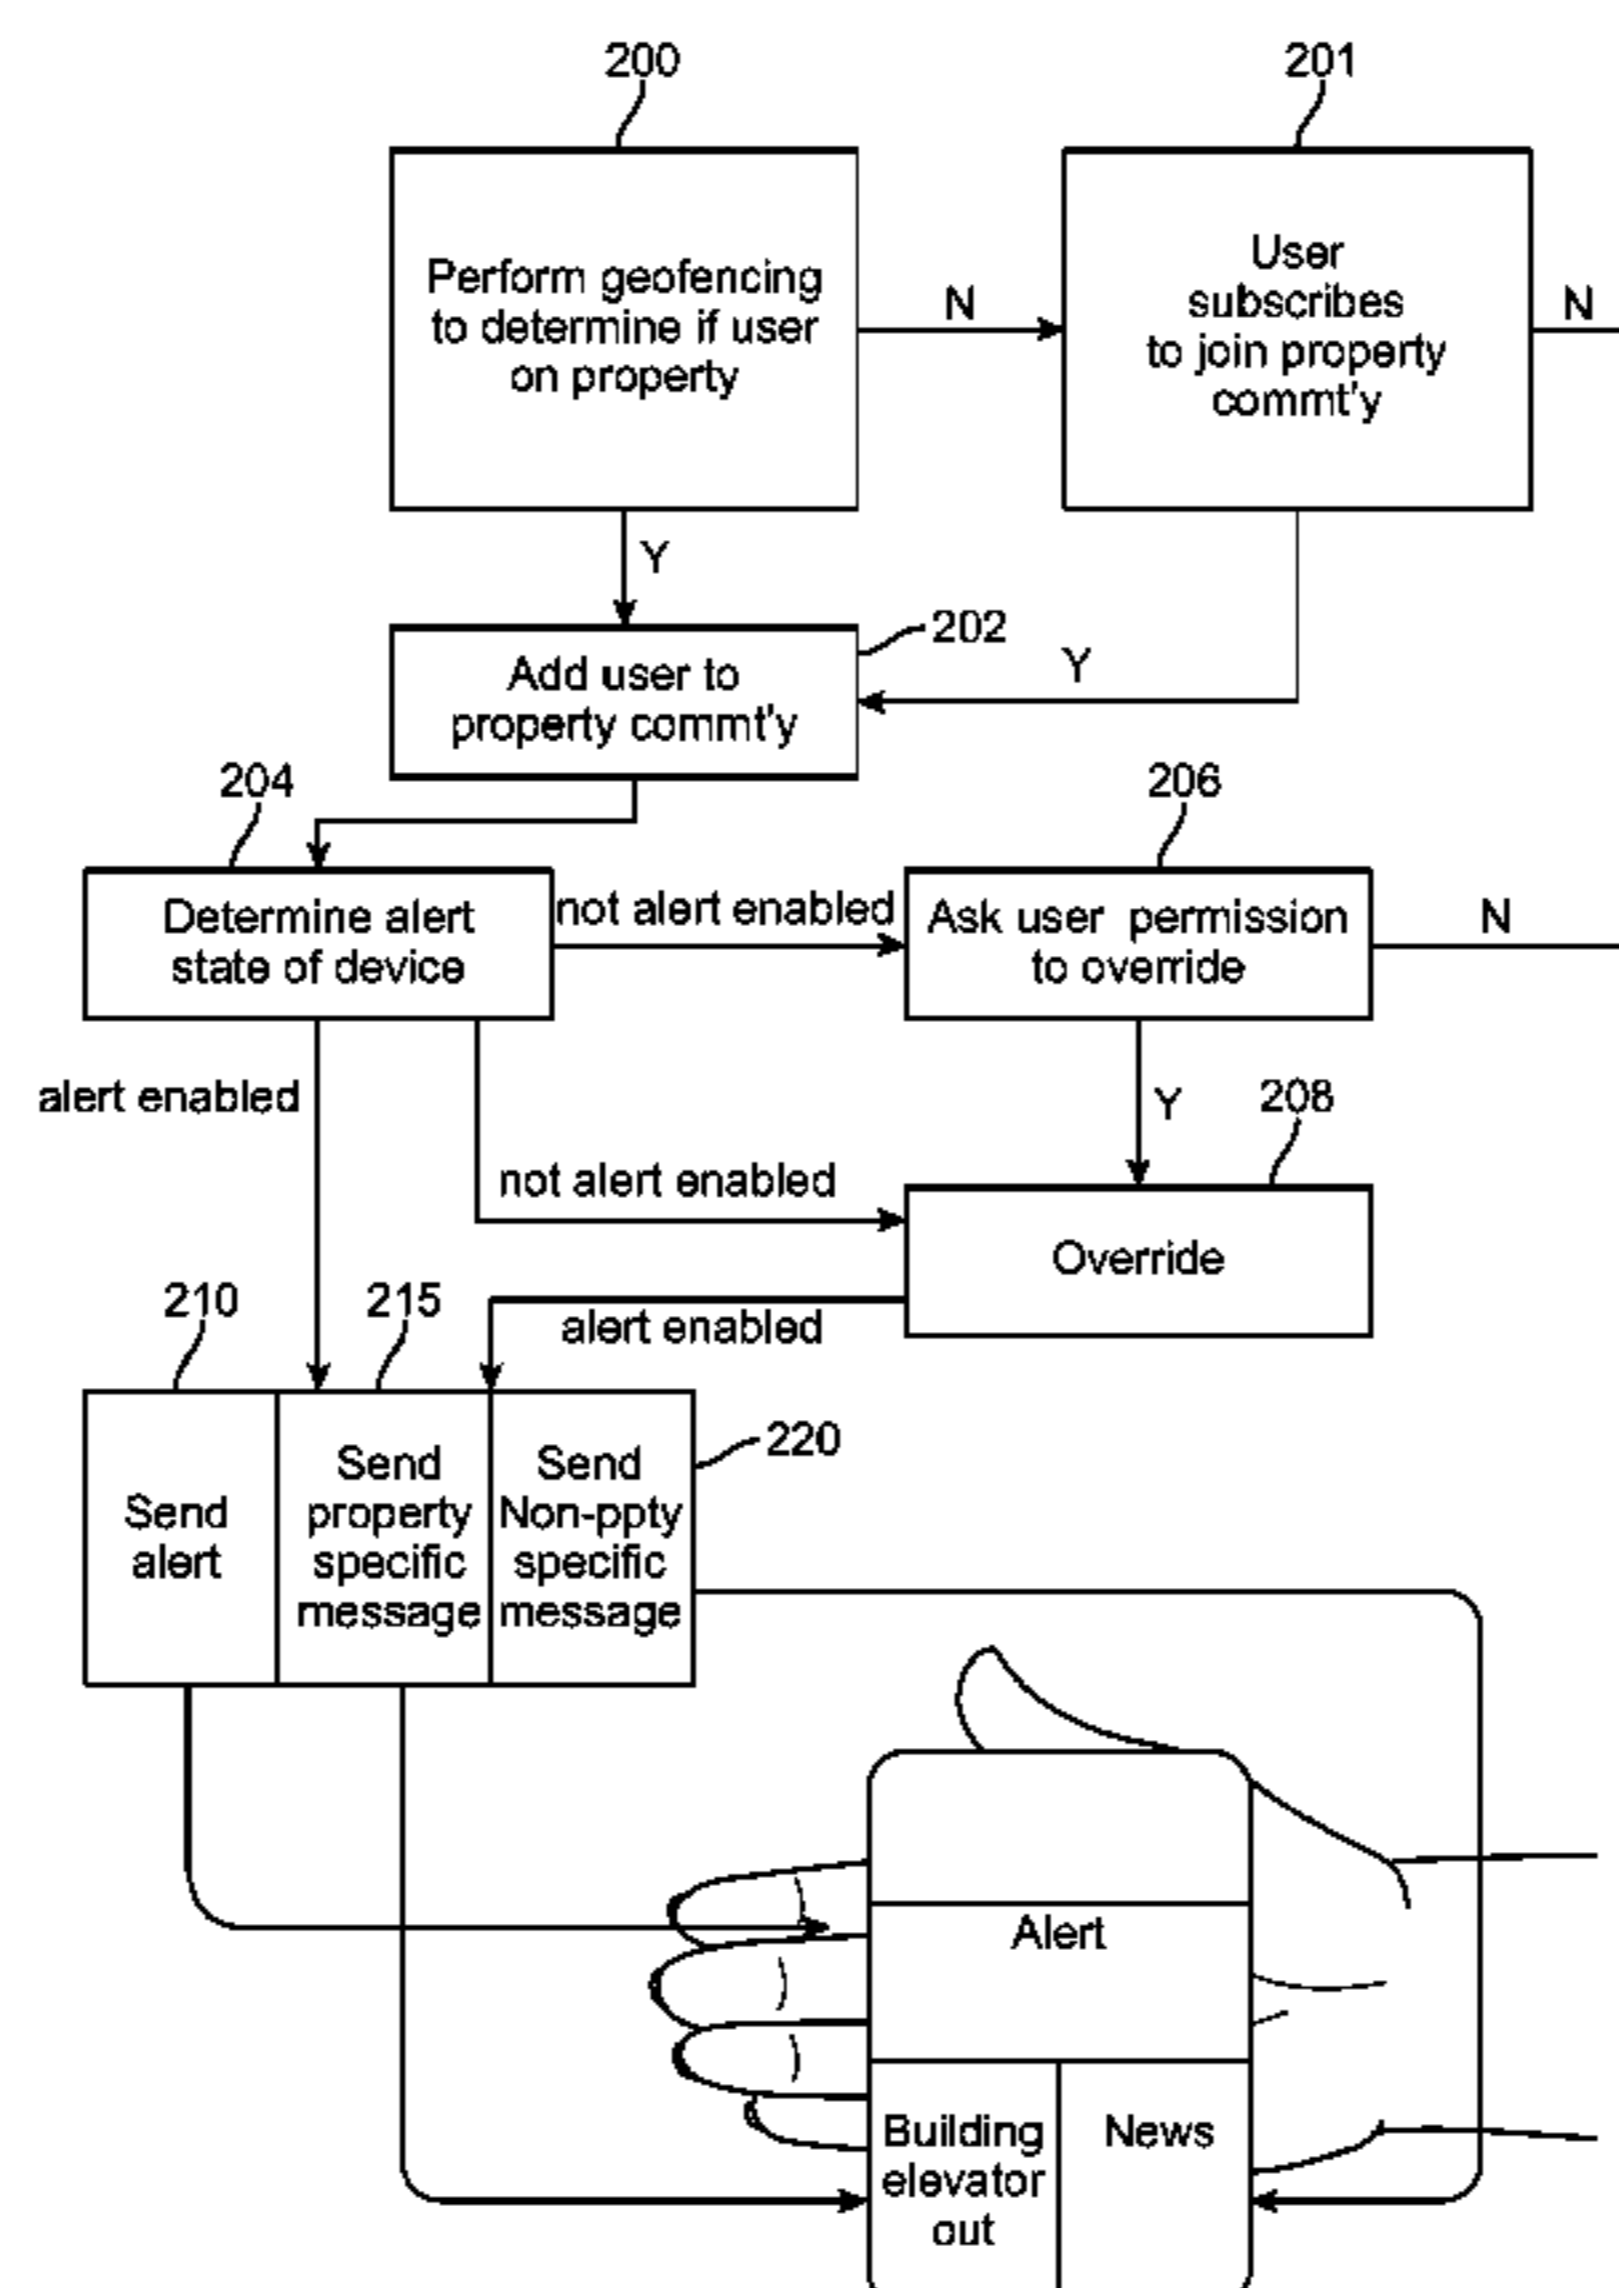 200
201
Perform geofencing
to determine if user
on property
N
User
subscribes
to join property
commt'y
N
Y
202
Add user to
property commt'y
Y
204
206
Determine alert
state of device
not alert enabled
Ask user permission
to override
N
alert enabled
Y
208
not alert enabled
Override
210
215
alert enabled
220
Send
alert
Send
property
specific
message
Send
Non-ppty
specific
message
Alert
Building
elevator
out
News